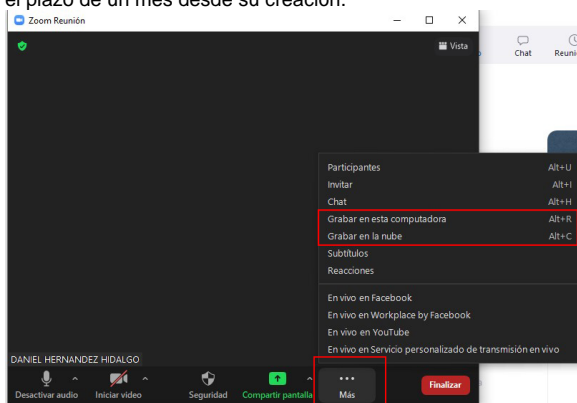 el plazo de un mes desde su creación.
Zoom Reunión
Vista
Chat
Participantes Alt+U
Invitar Alt+I
Chat Alt+H
Grabar en esta computadora Alt+R
Grabar en la nube Alt+C
Subtítulos
Reacciones
En vivo en Facebook
En vivo en Workplace by Facebook
En vivo en YouTube
En vivo en Servicio personalizado de transmisión en vivo
DANIEL HERNANDEZ HIDALGO
Desactivar audio Iniciar video Seguridad Compartir pantalla Más Finalizar